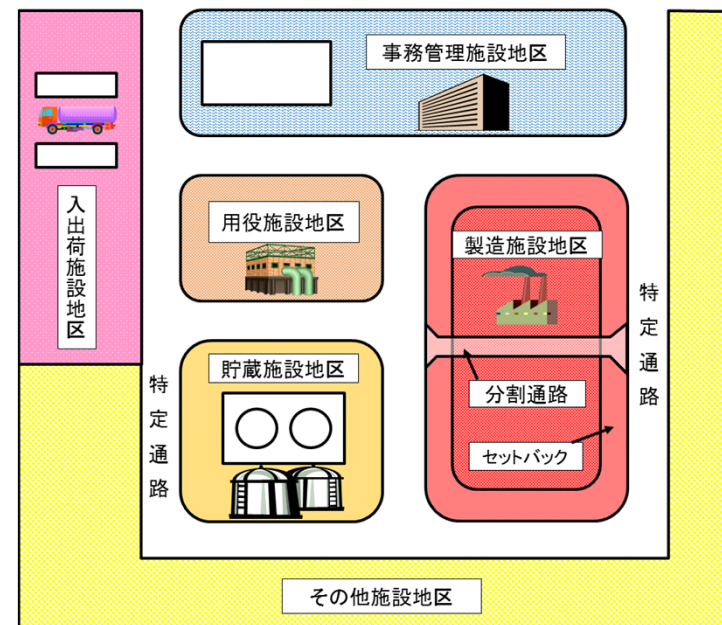 事務管理施設地区
入出荷施設地区
用役施設地区
製造施設地区
特定通路
貯蔵施設地区
特定通路
分割通路
セットバック
その他施設地区